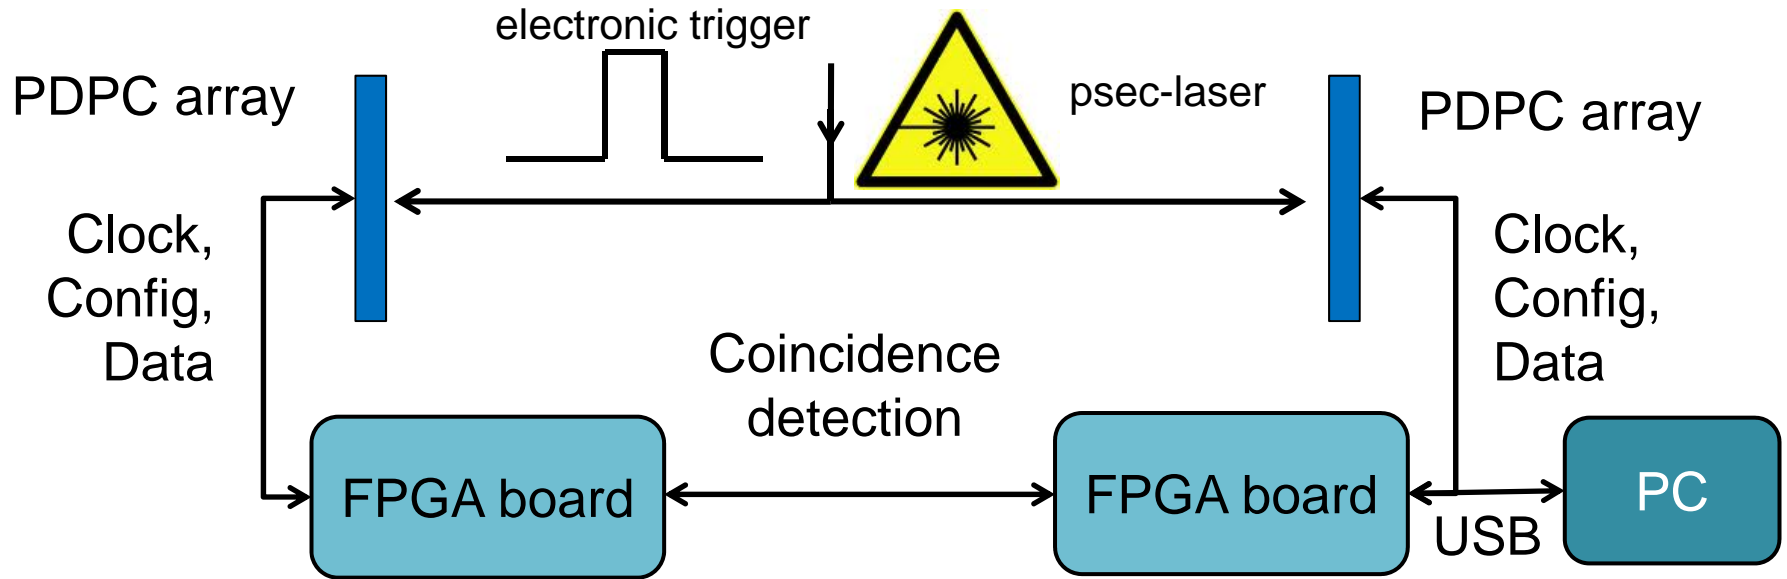 electronic trigger
PDPC array
psec-laser
PDPC array
Clock,
Config,
Data
Clock,
Config,
Data
Coincidence
detection
FPGA board
FPGA board
PC
USB